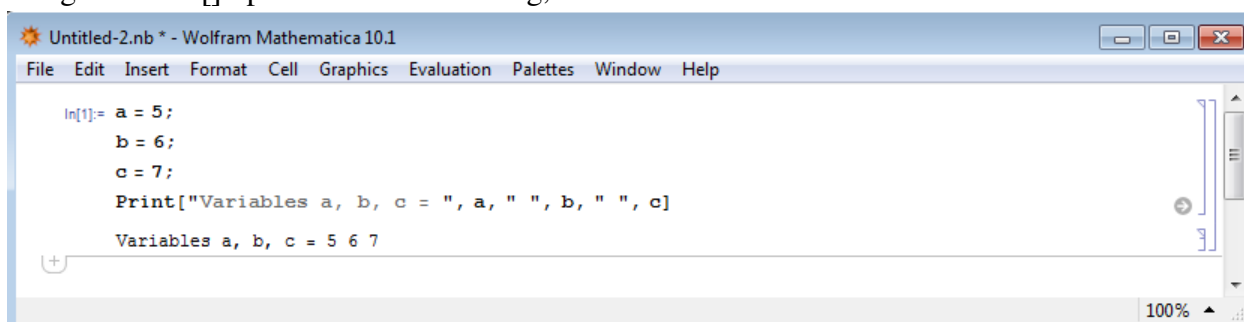 Untitled-2.nb * - Wolfram Mathematica 10.1
File Edit Insert Format Cell Graphics Evaluation Palettes Window Help
In[1]:= a = 5;
b = 6;
c = 7;
Print["Variables a, b, c = ", a, " ", b, " ", c]
Variables a, b, c = 5 6 7
100%